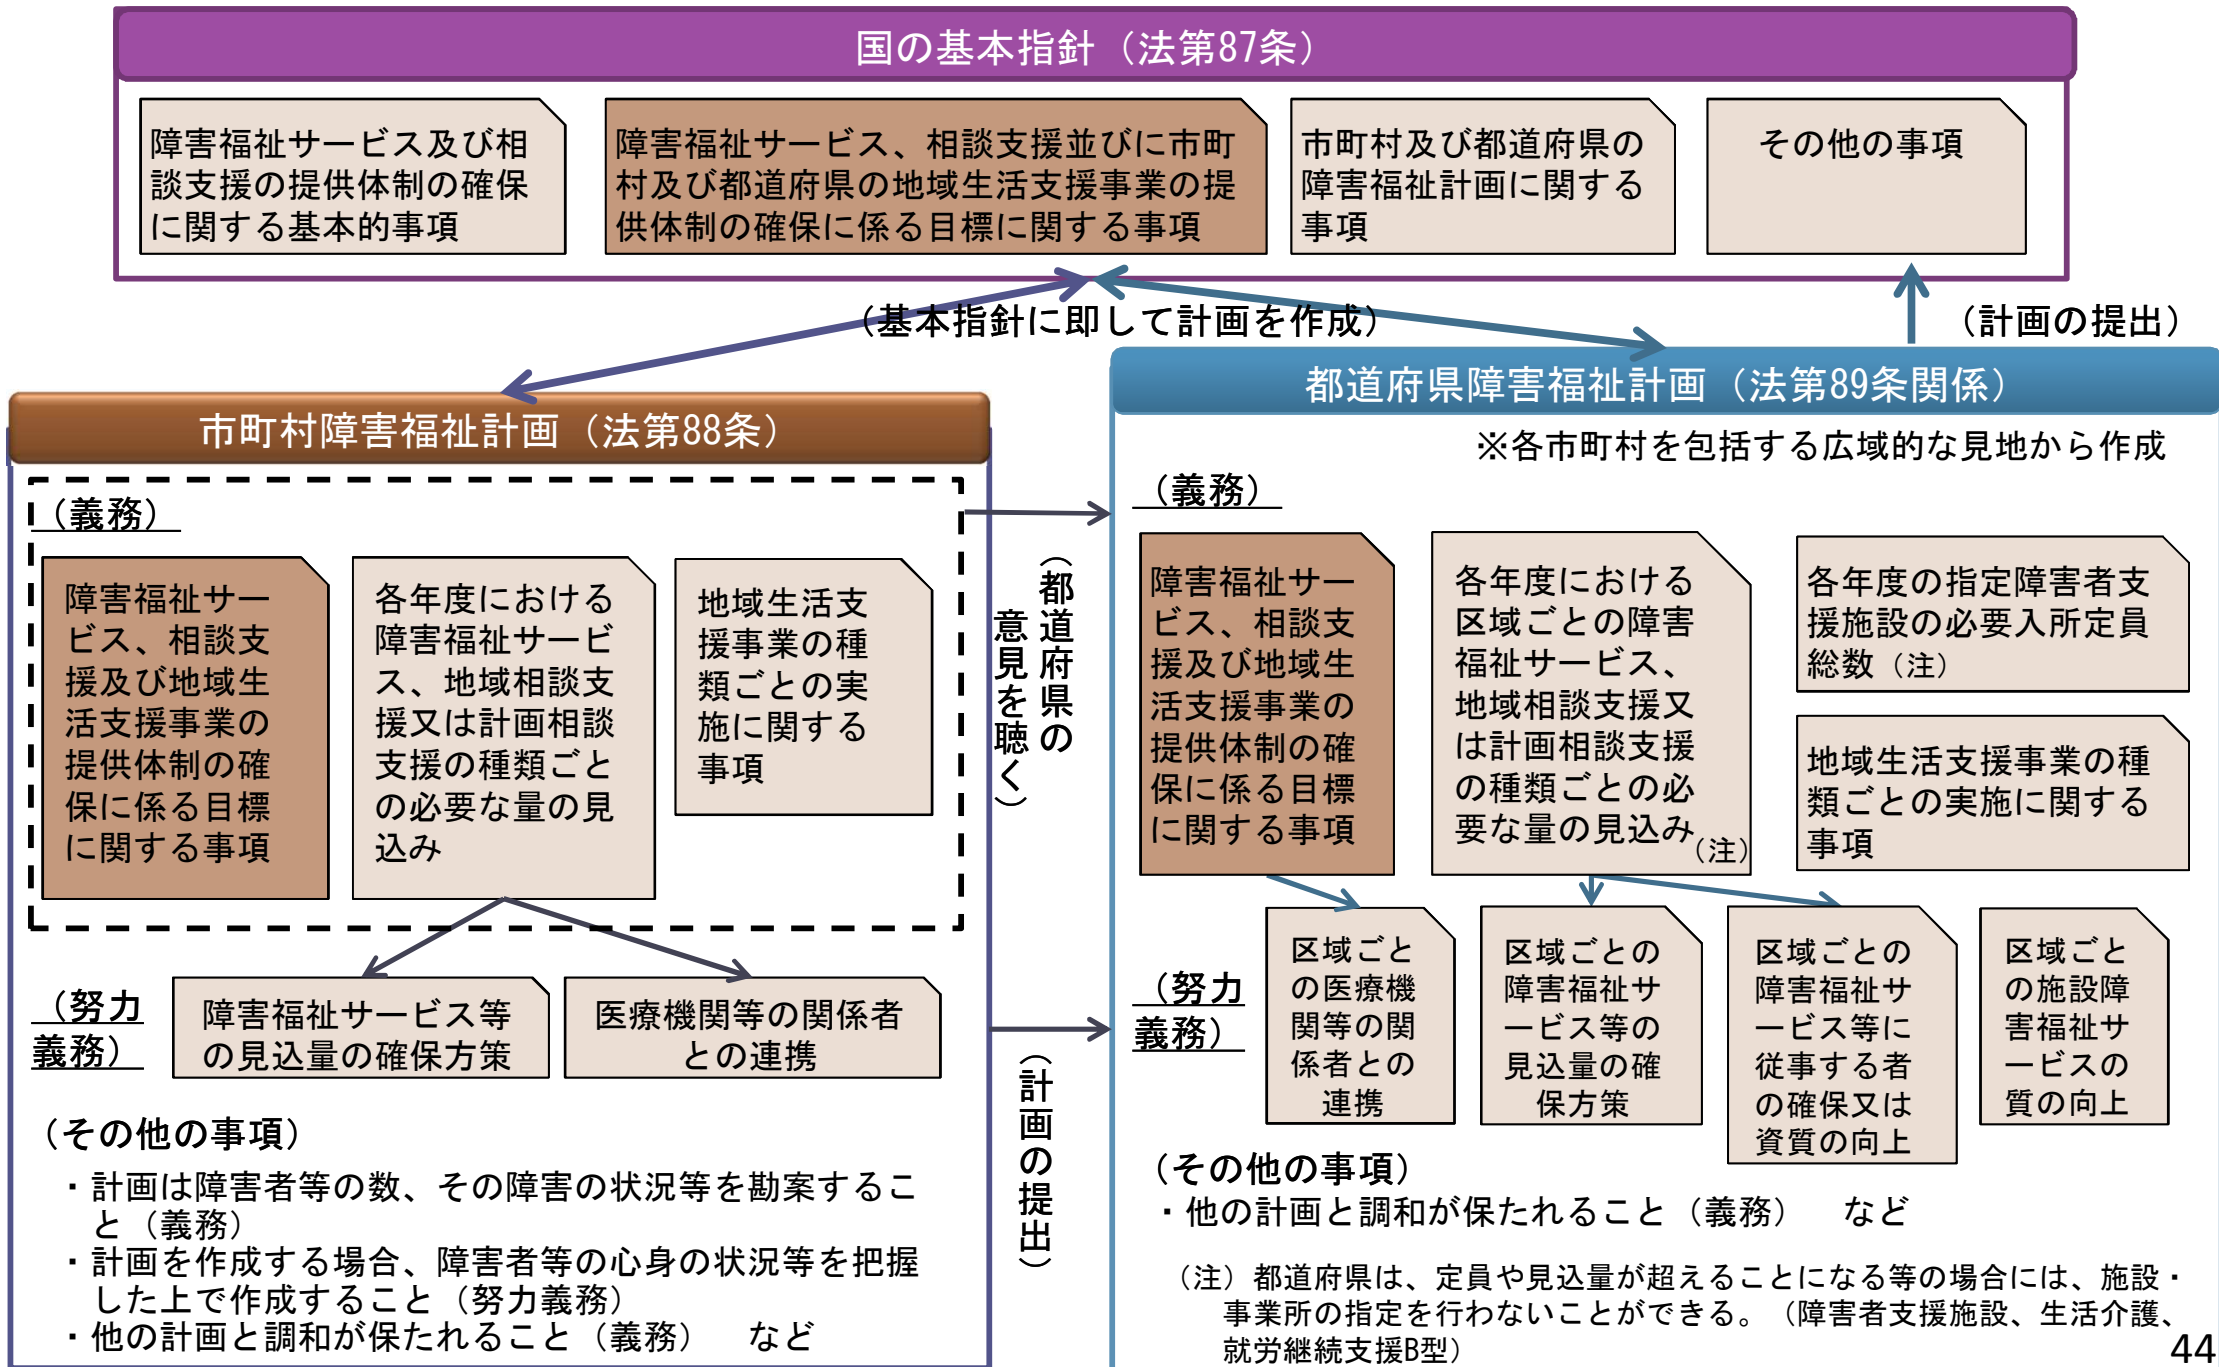 国の基本指針（法第87条）
障害福祉サービス及び相
談支援の提供体制の確保
に関する基本的事項
障害福祉サービス、相談支援並びに市町
村及び都道府県の地域生活支援事業の提
供体制の確保に係る目標に関する事項
市町村及び都道府県の
障害福祉計画に関する
事項
その他の事項
（基本指針に即して計画を作成）
（計画の提出）
市町村障害福祉計画（法第88条）
（義務）
障害福祉サー
ビス、相談支
援及び地域生
活支援事業の
提供体制の確
保に係る目標
に関する事項
各年度における
障害福祉サービ
ス、地域相談支
援又は計画相談
支援の種類ごと
の必要な量の見
込み
地域生活支
援事業の種
類ごとの実
施に関する
事項
（努力
義務）
障害福祉サービス等
の見込量の確保方策
医療機関等の関係者
との連携
（その他の事項）
・計画は障害者等の数、その障害の状況等を勘案するこ
と（義務）
・計画を作成する場合、障害者等の心身の状況等を把握
した上で作成すること（努力義務）
・他の計画と調和が保たれること（義務）　など
（都道府県の
意見を聴く）
（計画の提出）
都道府県障害福祉計画（法第89条関係）
※各市町村を包括する広域的な見地から作成
（義務）
障害福祉サー
ビス、相談支
援及び地域生
活支援事業の
提供体制の確
保に係る目標
に関する事項
各年度における
区域ごとの障害
福祉サービス、
地域相談支援又
は計画相談支援
の種類ごとの必
要な量の見込み（注）
各年度の指定障害者支
援施設の必要入所定員
総数（注）
地域生活支援事業の種
類ごとの実施に関する
事項
（努力
義務）
区域ごと
の医療機
関等の関
係者との
連携
区域ごとの
障害福祉サ
ービス等の
見込量の確
保方策
区域ごとの
障害福祉サ
ービス等に
従事する者
の確保又は
資質の向上
区域ごと
の施設障
害福祉サ
ービスの
質の向上
（その他の事項）
・他の計画と調和が保たれること（義務）　など
（注）都道府県は、定員や見込量が超えることになる等の場合には、施設・
事業所の指定を行わないことができる。（障害者支援施設、生活介護、
就労継続支援B型）
44